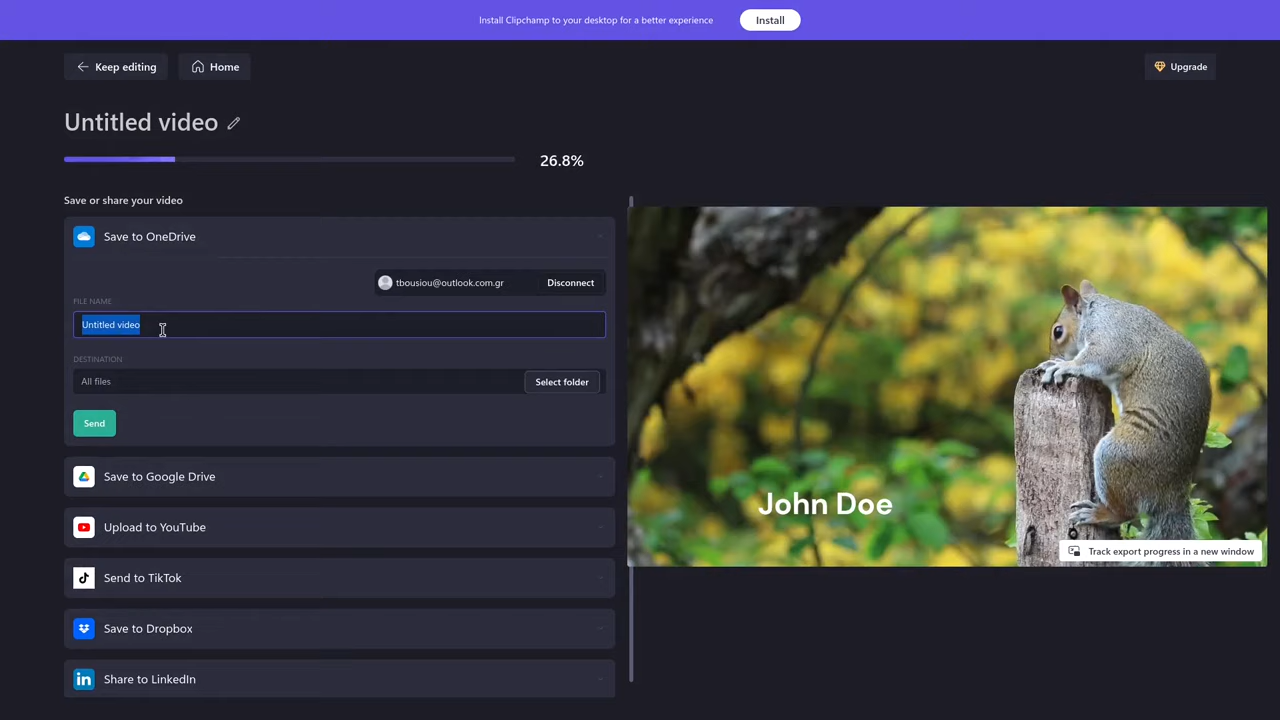 Install Clipchamp to your desktop for a better experience
Install
Keep editing
Home
Upgrade
Untitled video
26.8%
Save or share your video
Save to OneDrive
tbousiou@outlook.com.gr
Disconnect
FILE NAME
Untitled video
DESTINATION
All files
Select folder
Send
Save to Google Drive
Upload to YouTube
Send to TikTok
Save to Dropbox
Share to LinkedIn
John Doe
Track export progress in a new window